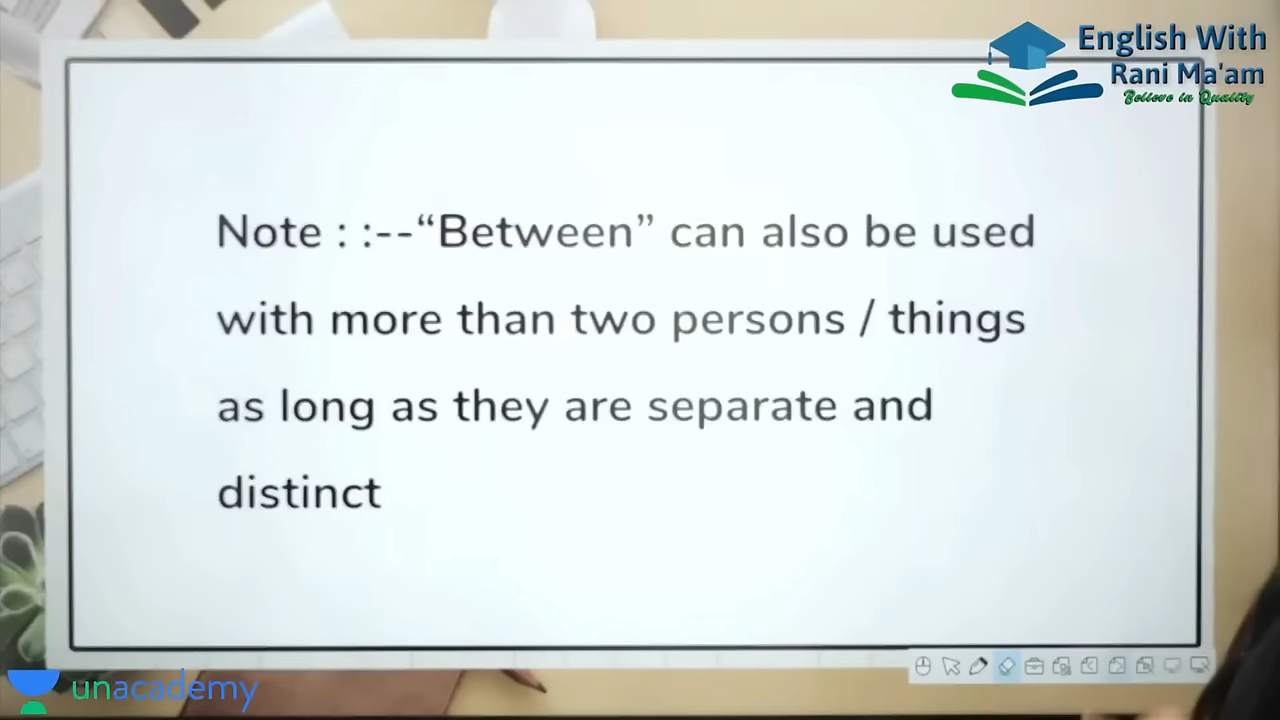 English With
Rani Ma'am
Believe in Quality
Note : :--“Between” can also be used
with more than two persons / things
as long as they are separate and
distinct
unacademy